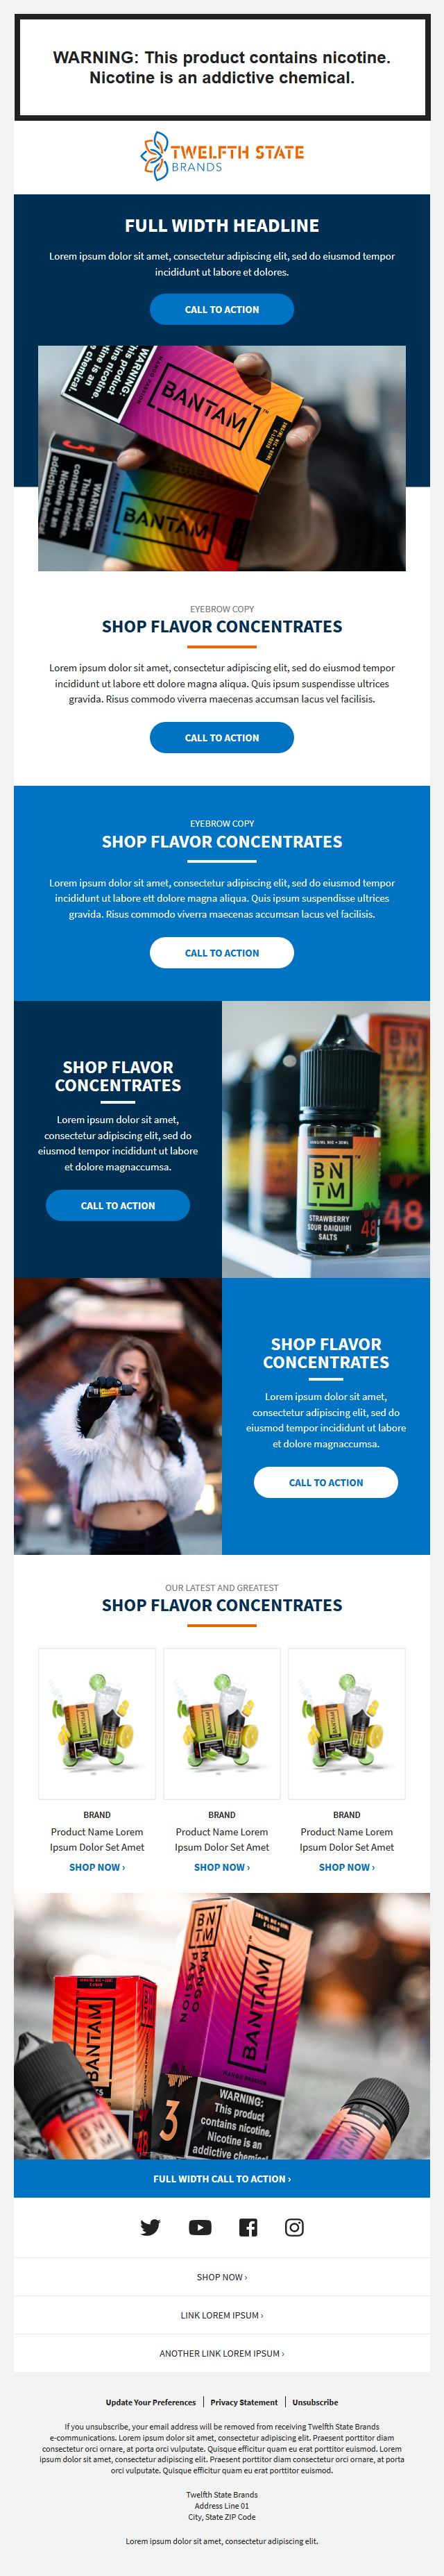 WARNING: This product contains nicotine.
Nicotine is an addictive chemical.
TWELFTH STATE
BRANDS
FULL WIDTH HEADLINE
Lorem ipsum dolor sit amet, consectetur adipiscing elit, sed do eiusmod tempor
incididunt ut labore et dolores.
CALL TO ACTION
WARNING:
This product
Nicotine is an
chemical.
MANGO PASSION
BANTAM
3
WARNING:
This product
contains nicotine.
Nicotine is an
addictive chemical.
BANTAM
EYEBROW COPY
SHOP FLAVOR CONCENTRATES
Lorem ipsum dolor sit amet, consectetur adipiscing elit, sed do eiusmod tempor
incididunt ut labore ett dolore magna aliqua. Quis ipsum suspendisse ultrices
gravida. Risus commodo viverra maecenas accumsan lacus vel facilisis.
CALL TO ACTION
EYEBROW COPY
SHOP FLAVOR CONCENTRATES
Lorem ipsum dolor sit amet, consectetur adipiscing elit, sed do eiusmod tempor
incididunt ut labore ett dolore magna aliqua. Quis ipsum suspendisse ultrices
gravida. Risus commodo viverra maecenas accumsan lacus vel facilisis.
CALL TO ACTION
SHOP FLAVOR
CONCENTRATES
Lorem ipsum dolor sit amet,
consectetur adipiscing elit, sed do
eiusmod tempor incididunt ut labore
et dolore magnaccumsa.
CALL TO ACTION
BN
TM
STRAWBERRY
SOUR DAIQUIRI
SALTS
48
48
SHOP FLAVOR
CONCENTRATES
Lorem ipsum dolor sit amet,
consectetur adipiscing elit, sed do
eiusmod tempor incididunt ut labore
et dolore magnaccumsa.
CALL TO ACTION
OUR LATEST AND GREATEST
SHOP FLAVOR CONCENTRATES
BANTAM
BANTAM
BANTAM
BRAND
Product Name Lorem
Ipsum Dolor Set Amet
SHOP NOW ›
BRAND
Product Name Lorem
Ipsum Dolor Set Amet
SHOP NOW ›
BRAND
Product Name Lorem
Ipsum Dolor Set Amet
SHOP NOW ›
BN
TM
MANGO
PASSION
BANTAM
BANTAM
3
WARNING:
This product
contains nicotine.
Nicotine is an
addictive chemical
FULL WIDTH CALL TO ACTION ›
SHOP NOW ›
LINK LOREM IPSUM ›
ANOTHER LINK LOREM IPSUM ›
Update Your Preferences | Privacy Statement | Unsubscribe
If you unsubscribe, your email address will be removed from receiving Twelfth State Brands
e-communications. Lorem ipsum dolor sit amet, consectetur adipiscing elit. Praesent porttitor diam
consectetur orci ornare, at porta orci vulputate. Quisque efficitur quam eu erat porttitor euismod. Lorem
ipsum dolor sit amet, consectetur adipiscing elit. Praesent porttitor diam consectetur orci ornare, at porta
orci vulputate. Quisque efficitur quam eu erat porttitor euismod.
Twelfth State Brands
Address Line 01
City, State ZIP Code
Lorem ipsum dolor sit amet, consectetur adipiscing elit.